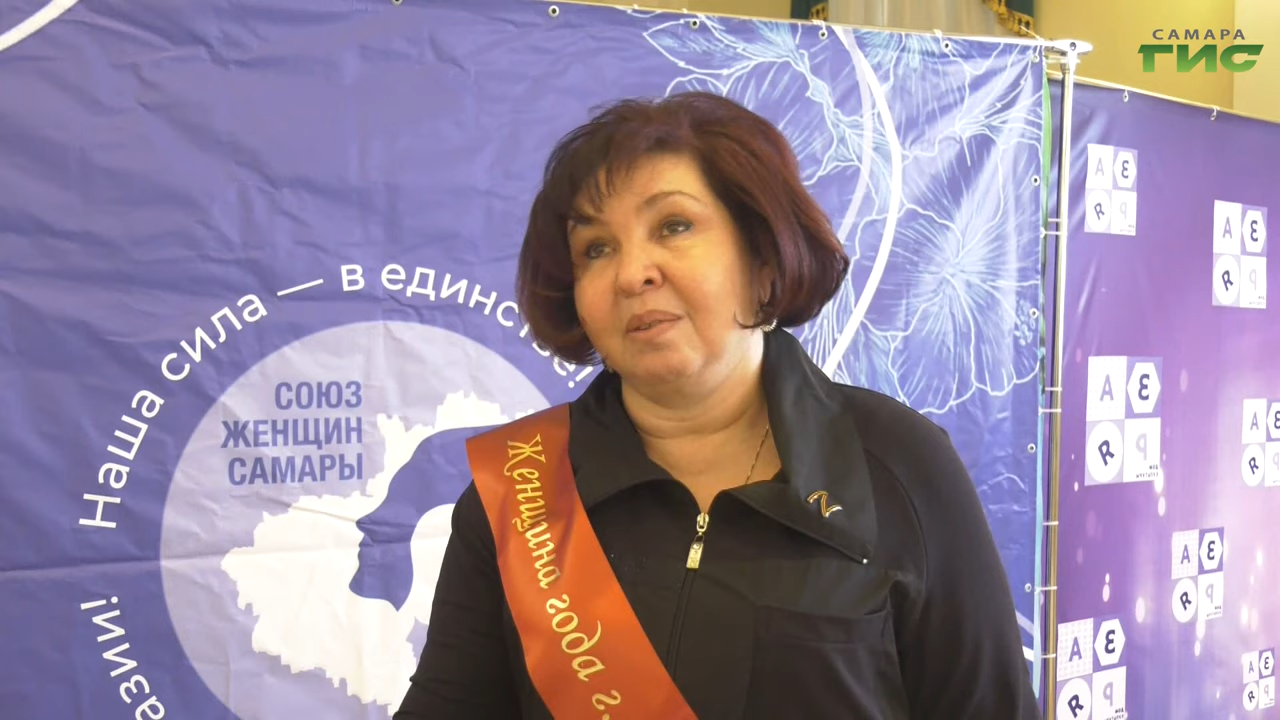 САМАРА
ГИС
Наша сила — в единстве!
СОЮЗ
ЖЕНЩИН
САМАРЫ
Женщина года г.
Z
А З
Я Р
А З
Я Р
А З
Я Р
А З
Я Р
А З
Я Р
А З
Я Р
А З
Я Р